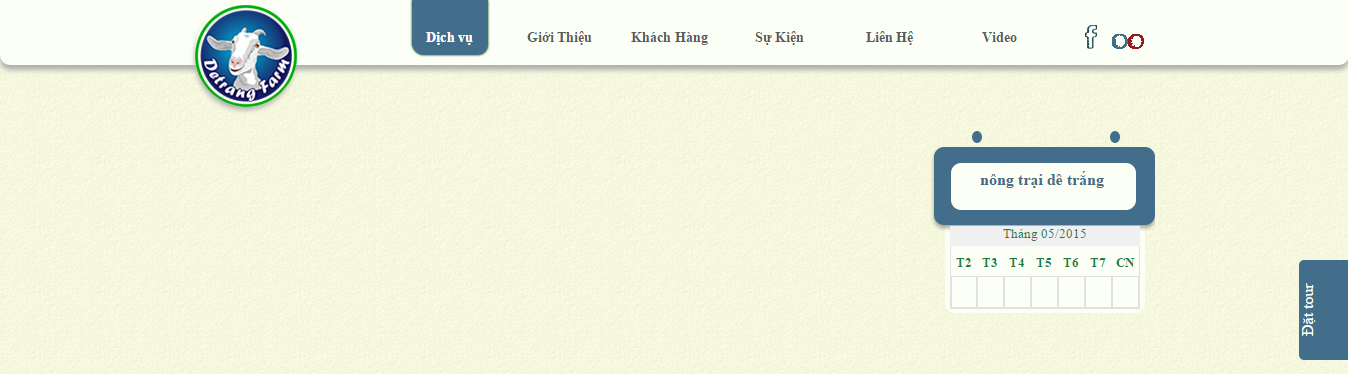 Detrang Farm
Dịch vụ
Giới Thiệu
Khách Hàng
Sự Kiện
Liên Hệ
Video
nông trại dê trắng
Tháng 05/2015
T2 T3 T4 T5 T6 T7 CN
Đặt tour